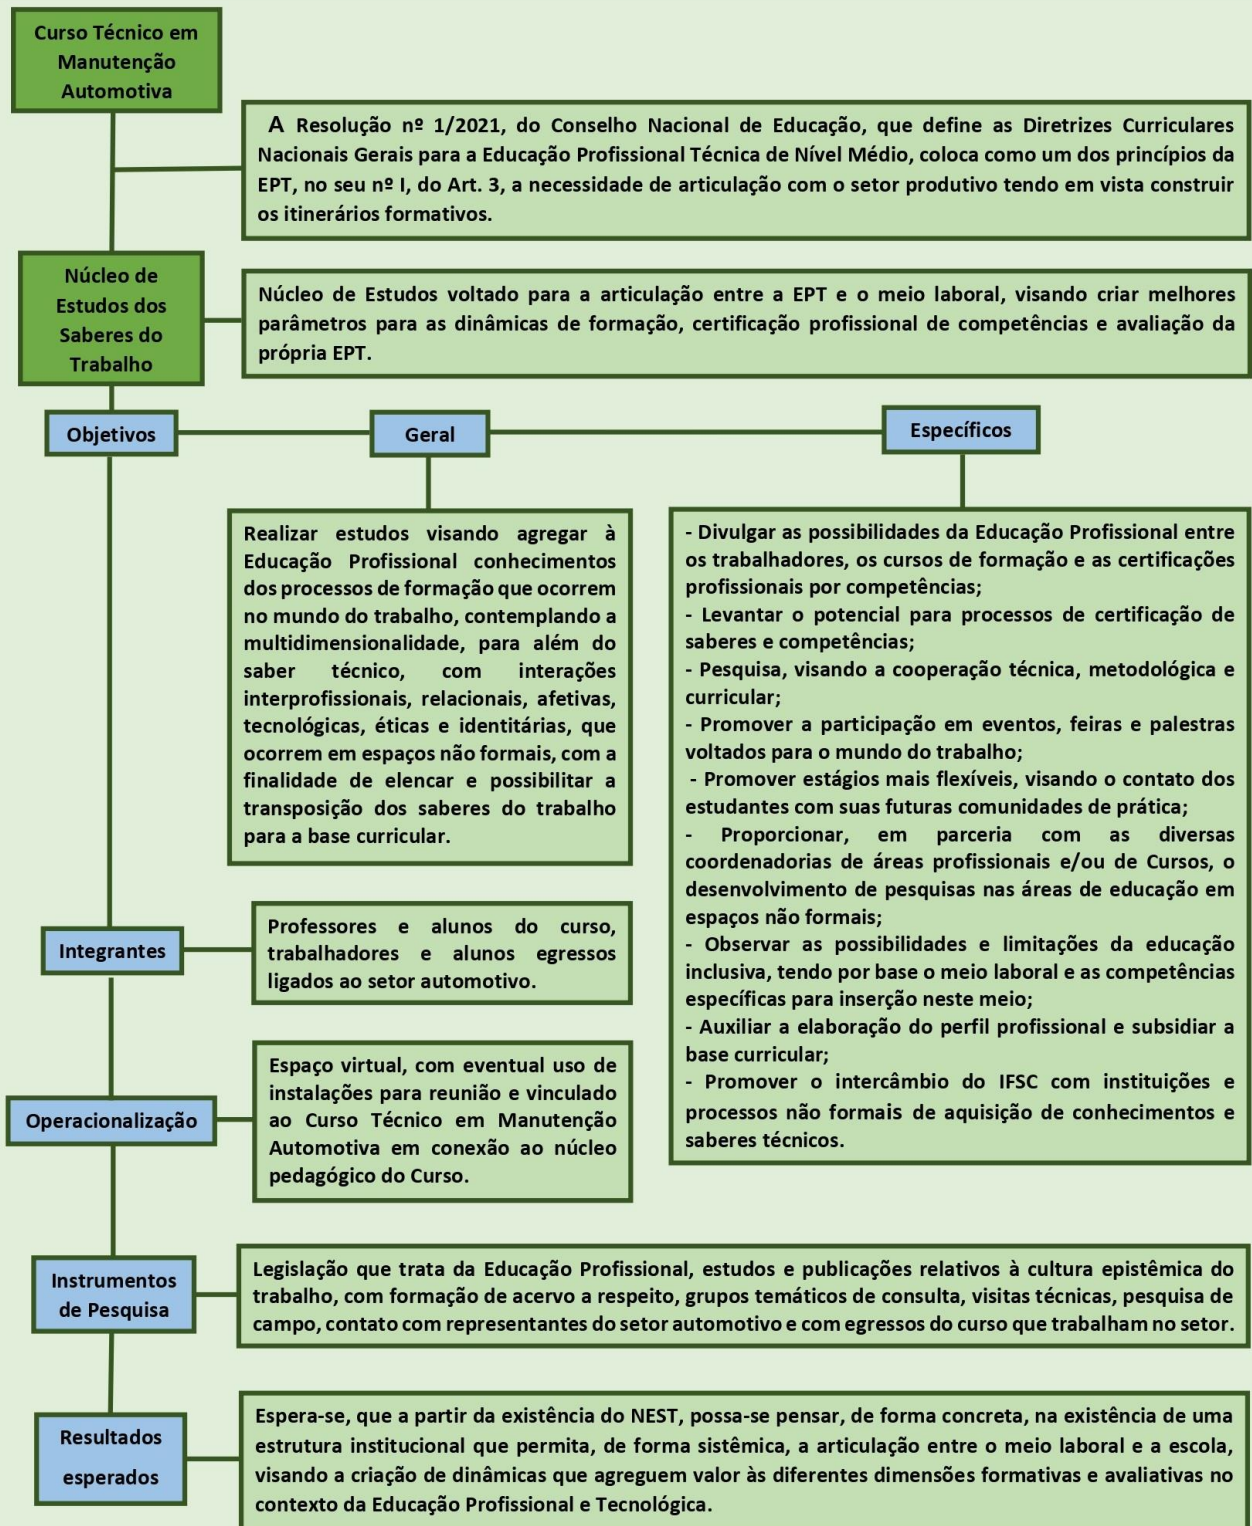 Curso Técnico em
Manutenção
Automotiva
A Resolução nº 1/2021, do Conselho Nacional de Educação, que define as Diretrizes Curriculares
Nacionais Gerais para a Educação Profissional Técnica de Nível Médio, coloca como um dos princípios da
EPT, no seu nº I, do Art. 3, a necessidade de articulação com o setor produtivo tendo em vista construir
os itinerários formativos.
Núcleo de
Estudos dos
Saberes do
Trabalho
Núcleo de Estudos voltado para a articulação entre a EPT e o meio laboral, visando criar melhores
parâmetros para as dinâmicas de formação, certificação profissional de competências e avaliação da
própria EPT.
Objetivos
Geral
Específicos
Realizar estudos visando agregar à
Educação Profissional conhecimentos
dos processos de formação que ocorrem
no mundo do trabalho, contemplando a
multidimensionalidade, para além do
saber técnico, com interações
interprofissionais, relacionais, afetivas,
tecnológicas, éticas e identitárias, que
ocorrem em espaços não formais, com a
finalidade de elencar e possibilitar a
transposição dos saberes do trabalho
para a base curricular.
- Divulgar as possibilidades da Educação Profissional entre
os trabalhadores, os cursos de formação e as certificações
profissionais por competências;
- Levantar o potencial para processos de certificação de
saberes e competências;
- Pesquisa, visando a cooperação técnica, metodológica e
curricular;
- Promover a participação em eventos, feiras e palestras
voltados para o mundo do trabalho;
- Promover estágios mais flexíveis, visando o contato dos
estudantes com suas futuras comunidades de prática;
- Proporcionar, em parceria com as diversas
coordenadorias de áreas profissionais e/ou de Cursos, o
desenvolvimento de pesquisas nas áreas de educação em
espaços não formais;
- Observar as possibilidades e limitações da educação
inclusiva, tendo por base o meio laboral e as competências
específicas para inserção neste meio;
- Auxiliar a elaboração do perfil profissional e subsidiar a
base curricular;
- Promover o intercâmbio do IFSC com instituições e
processos não formais de aquisição de conhecimentos e
saberes técnicos.
Integrantes
Professores e alunos do curso,
trabalhadores e alunos egressos
ligados ao setor automotivo.
Operacionalização
Espaço virtual, com eventual uso de
instalações para reunião e vinculado
ao Curso Técnico em Manutenção
Automotiva em conexão ao núcleo
pedagógico do Curso.
Instrumentos
de Pesquisa
Legislação que trata da Educação Profissional, estudos e publicações relativos à cultura epistêmica do
trabalho, com formação de acervo a respeito, grupos temáticos de consulta, visitas técnicas, pesquisa de
campo, contato com representantes do setor automotivo e com egressos do curso que trabalham no setor.
Resultados
esperados
Espera-se, que a partir da existência do NEST, possa-se pensar, de forma concreta, na existência de uma
estrutura institucional que permita, de forma sistêmica, a articulação entre o meio laboral e a escola,
visando a criação de dinâmicas que agreguem valor às diferentes dimensões formativas e avaliativas no
contexto da Educação Profissional e Tecnológica.